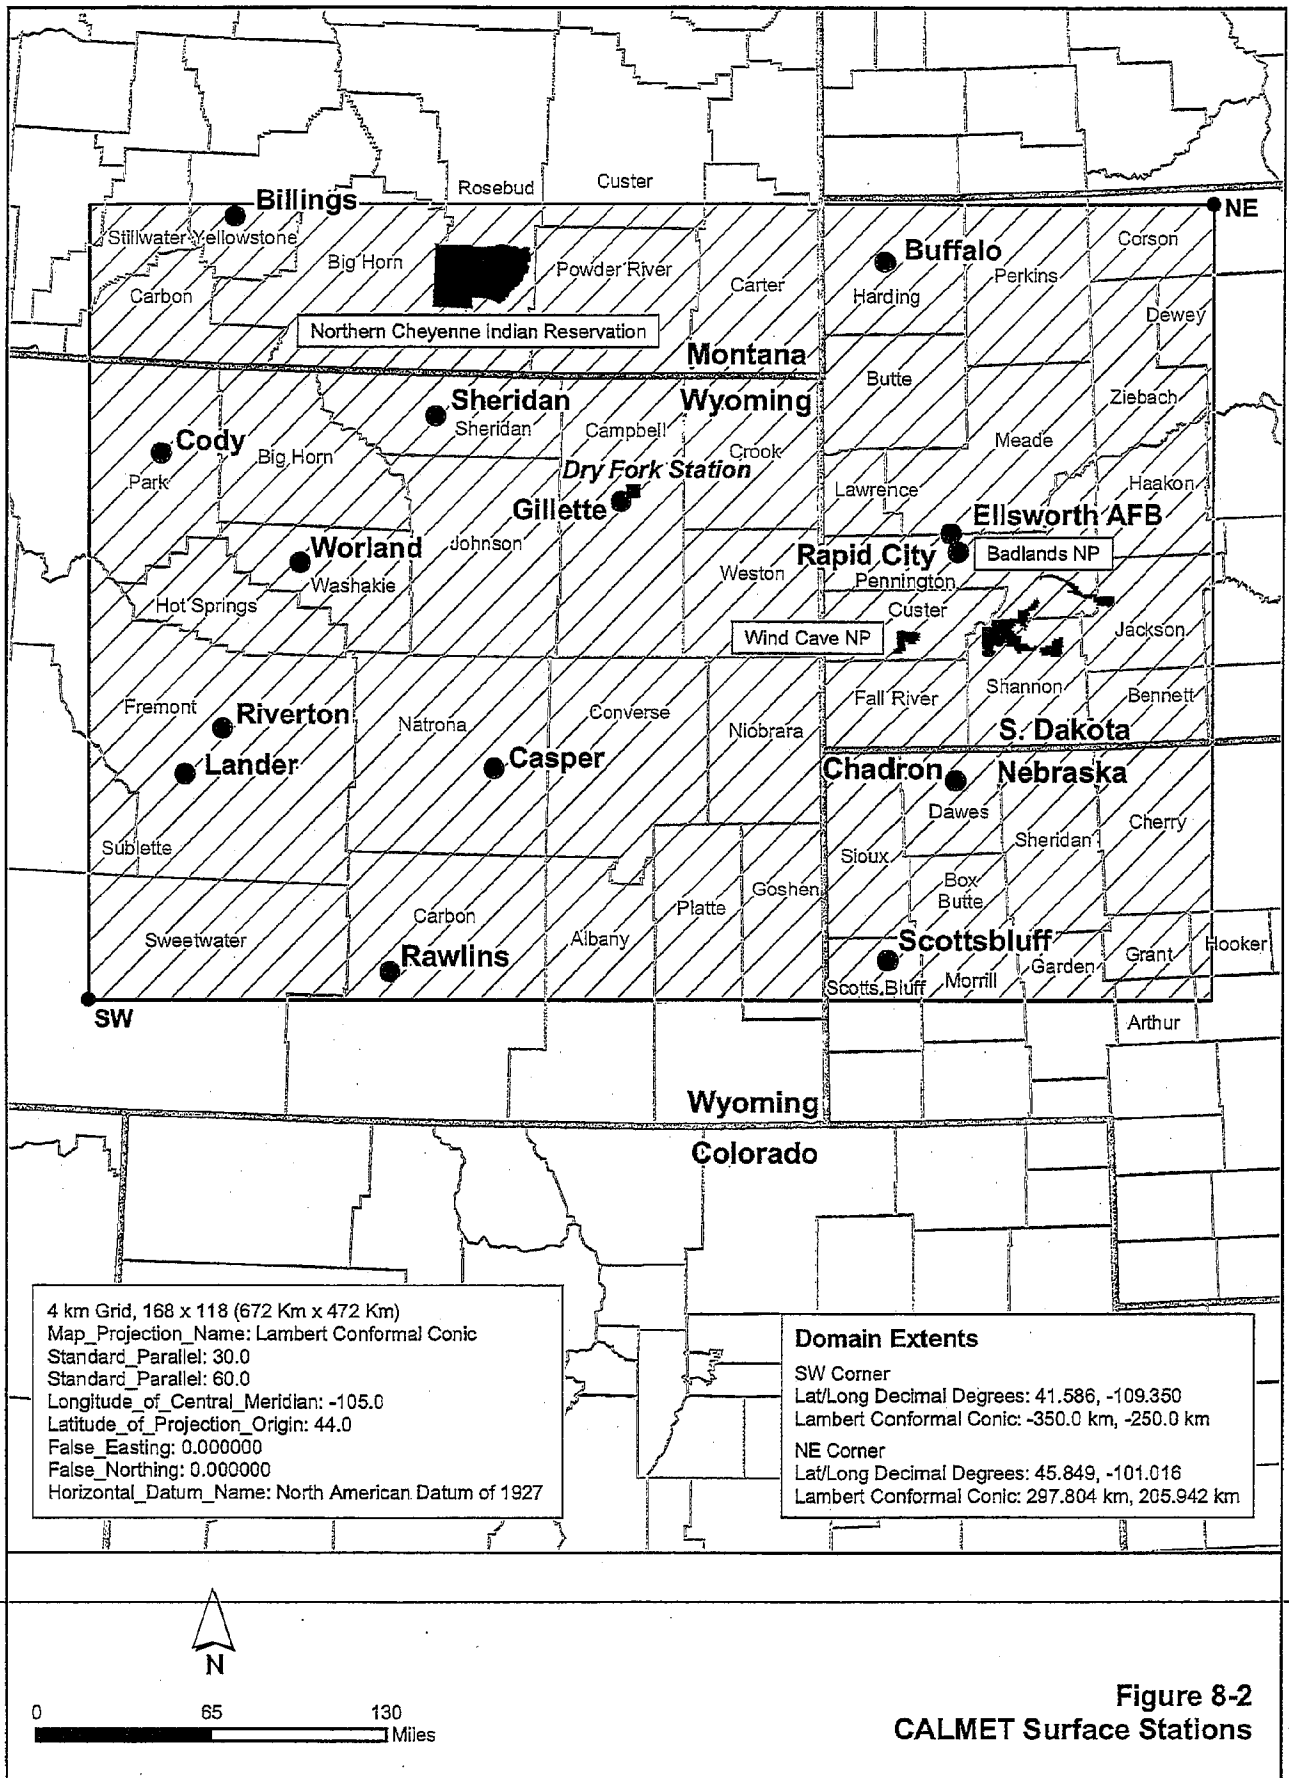 Rosebud
Custer
Billings
NE
Stillwater
Yellowstone
Big Horn
Carbon
Powder River
Carter
Buffalo
Harding
Perkins
Corson
Dewey
Northern Cheyenne Indian Reservation
Montana
Butte
Ziebach
Sheridan
Sheridan
Wyoming
Cody
Park
Big Horn
Campbell
Crook
Meade
Dry Fork Station
Gillette
Lawrence
Haakon
Ellsworth AFB
Worland
Washakie
Johnson
Weston
Rapid City
Badlands NP
Pennington
Hot Springs
Custer
Wind Cave NP
Jackson
Fremont
Riverton
Natrona
Converse
Niobrara
Fall River
Shannon
Bennett
S. Dakota
Lander
Casper
Chadron
Nebraska
Dawes
Sublette
Sioux
Sheridan
Cherry
Box
Butte
Sweetwater
Carbon
Rawlins
Albany
Platte
Goshen
Scottsbluff
Scotts Bluff
Morrill
Garden
Grant
Hooker
SW
Arthur
Wyoming
Colorado
4 km Grid, 168 x 118 (672 Km x 472 Km)
Map_Projection_Name: Lambert Conformal Conic
Standard_Parallel: 30.0
Standard_Parallel: 60.0
Longitude_of_Central_Meridian: -105.0
Latitude_of_Projection_Origin: 44.0
False_Easting: 0.000000
False_Northing: 0.000000
Horizontal_Datum_Name: North American Datum of 1927
Domain Extents
SW Corner
Lat/Long Decimal Degrees: 41.586, -109.350
Lambert Conformal Conic: -350.0 km, -250.0 km
NE Corner
Lat/Long Decimal Degrees: 45.849, -101.016
Lambert Conformal Conic: 297.804 km, 205.942 km
N
0 65 130
Miles
Figure 8-2
CALMET Surface Stations